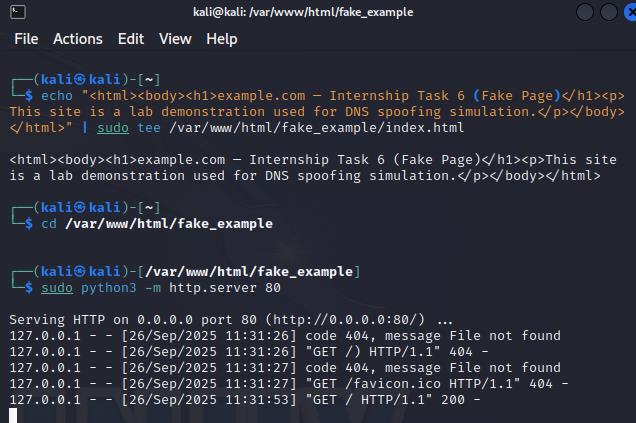 kali@kali: /var/www/html/fake_example
File Actions Edit View Help
┌──(kali㉿kali)-[~]
└─$ echo "<html><body><h1>example.com — Internship Task 6 (Fake Page)</h1><p>
This site is a lab demonstration used for DNS spoofing simulation.</p></body>
</html>" | sudo tee /var/www/html/fake_example/index.html
<html><body><h1>example.com — Internship Task 6 (Fake Page)</h1><p>This site
is a lab demonstration used for DNS spoofing simulation.</p></body></html>
┌──(kali㉿kali)-[~]
└─$ cd /var/www/html/fake_example
┌──(kali㉿kali)-[/var/www/html/fake_example]
└─$ sudo python3 -m http.server 80
Serving HTTP on 0.0.0.0 port 80 (http://0.0.0.0:80/) ...
127.0.0.1 - - [26/Sep/2025 11:31:26] code 404, message File not found
127.0.0.1 - - [26/Sep/2025 11:31:26] "GET /) HTTP/1.1" 404 -
127.0.0.1 - - [26/Sep/2025 11:31:27] code 404, message File not found
127.0.0.1 - - [26/Sep/2025 11:31:27] "GET /favicon.ico HTTP/1.1" 404 -
127.0.0.1 - - [26/Sep/2025 11:31:53] "GET / HTTP/1.1" 200 -